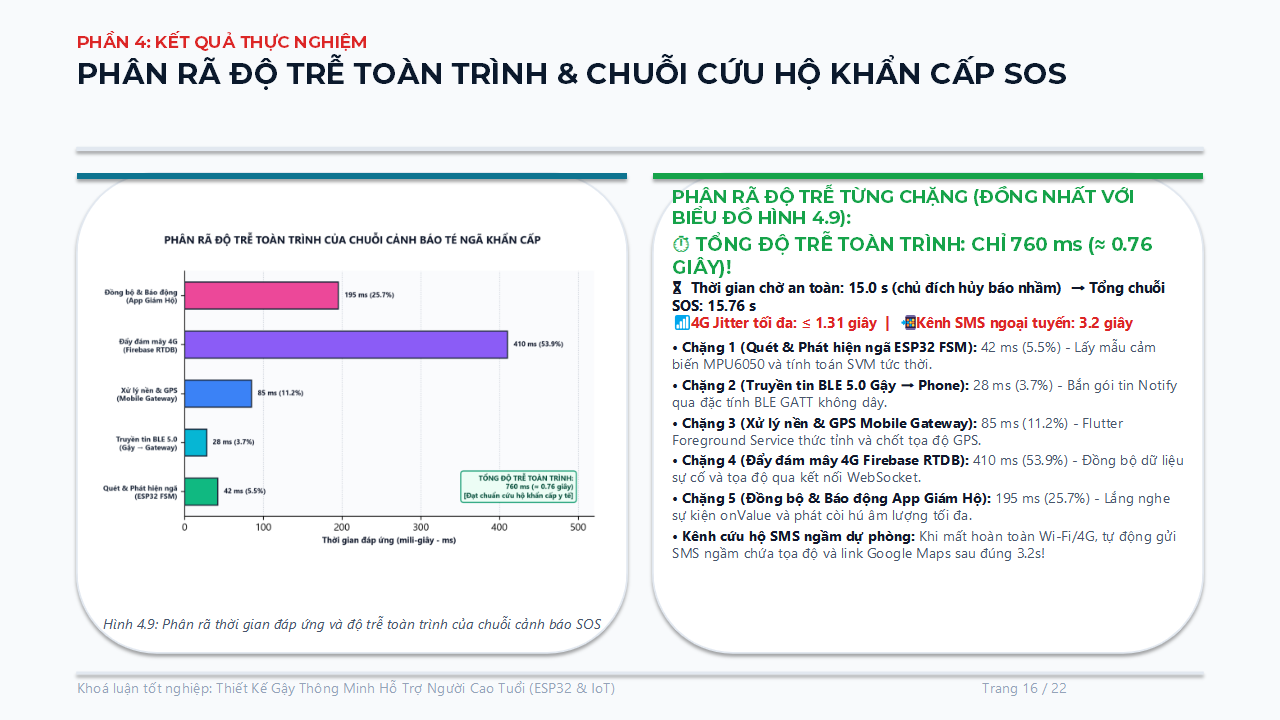 PHẦN 4: KẾT QUẢ THỰC NGHIỆM
PHÂN RÃ ĐỘ TRỄ TOÀN TRÌNH & CHUỖI CỨU HỘ KHẨN CẤP SOS
PHÂN RÃ ĐỘ TRỄ TOÀN TRÌNH CỦA CHUỖI CẢNH BÁO TÉ NGÃ KHẨN CẤP
Đồng bộ & Báo động
(App Giám Hộ)
195 ms (25.7%)
Đẩy đám mây 4G
(Firebase RTDB)
410 ms (53.9%)
Xử lý nền & GPS
(Mobile Gateway)
85 ms (11.2%)
Truyền tin BLE 5.0
(Gậy → Gateway)
28 ms (3.7%)
Quét & Phát hiện ngã
(ESP32 FSM)
42 ms (5.5%)
TỔNG ĐỘ TRỄ TOÀN TRÌNH:
760 ms (≈ 0.76 giây)
[Đạt chuẩn cứu hộ khẩn cấp y tế]
0 100 200 300 400 500
Thời gian đáp ứng (mili-giây - ms)
Hình 4.9: Phân rã thời gian đáp ứng và độ trễ toàn trình của chuỗi cảnh báo SOS
PHÂN RÃ ĐỘ TRỄ TỪNG CHẶNG (ĐỒNG NHẤT VỚI
BIỂU ĐỒ HÌNH 4.9):
⏱ TỔNG ĐỘ TRỄ TOÀN TRÌNH: CHỈ 760 ms (≈ 0.76
GIÂY)!
⏳ Thời gian chờ an toàn: 15.0 s (chủ đích hủy báo nhầm) → Tổng chuỗi
SOS: 15.76 s
📶4G Jitter tối đa: ≤ 1.31 giây | 📲Kênh SMS ngoại tuyến: 3.2 giây
• Chặng 1 (Quét & Phát hiện ngã ESP32 FSM): 42 ms (5.5%) - Lấy mẫu cảm
biến MPU6050 và tính toán SVM tức thời.
• Chặng 2 (Truyền tin BLE 5.0 Gậy → Phone): 28 ms (3.7%) - Bắn gói tin Notify
qua đặc tính BLE GATT không dây.
• Chặng 3 (Xử lý nền & GPS Mobile Gateway): 85 ms (11.2%) - Flutter
Foreground Service thức tỉnh và chốt tọa độ GPS.
• Chặng 4 (Đẩy đám mây 4G Firebase RTDB): 410 ms (53.9%) - Đồng bộ dữ liệu
sự cố và tọa độ qua kết nối WebSocket.
• Chặng 5 (Đồng bộ & Báo động App Giám Hộ): 195 ms (25.7%) - Lắng nghe
sự kiện onValue và phát còi hú âm lượng tối đa.
• Kênh cứu hộ SMS ngầm dự phòng: Khi mất hoàn toàn Wi-Fi/4G, tự động gửi
SMS ngầm chứa tọa độ và link Google Maps sau đúng 3.2s!
Khoá luận tốt nghiệp: Thiết Kế Gậy Thông Minh Hỗ Trợ Người Cao Tuổi (ESP32 & IoT)
Trang 16 / 22